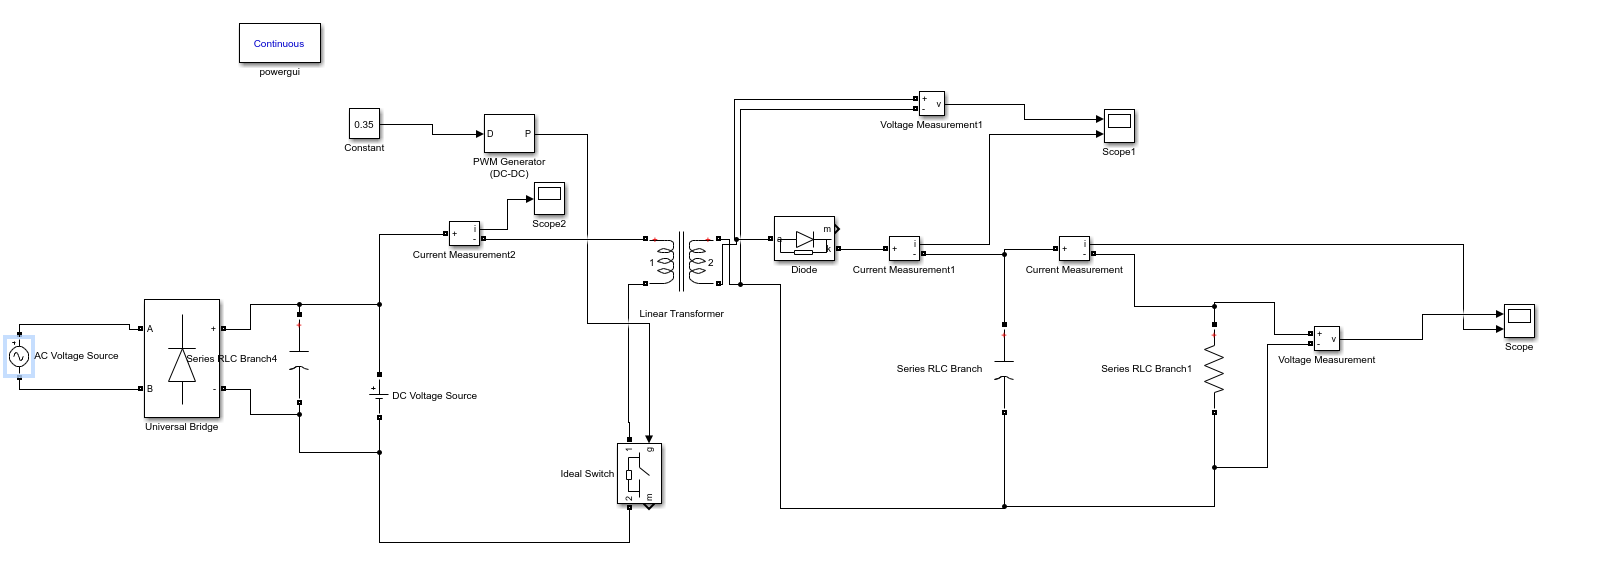 Continuous
powergui
0.35
Constant
D
P
PWM Generator
(DC-DC)
Scope2
+
i
-
Current Measurement2
+
-
v
Voltage Measurement1
Scope1
1
2
+
+
Linear Transformer
a
m
k
Diode
+
i
-
Current Measurement1
+
i
-
Current Measurement
A
B
+
-
Universal Bridge
+
AC Voltage Source
Series RLC Branch4
+
+
DC Voltage Source
1
g
2
m
Ideal Switch
+
Series RLC Branch
+
Series RLC Branch1
+
-
v
Voltage Measurement
Scope